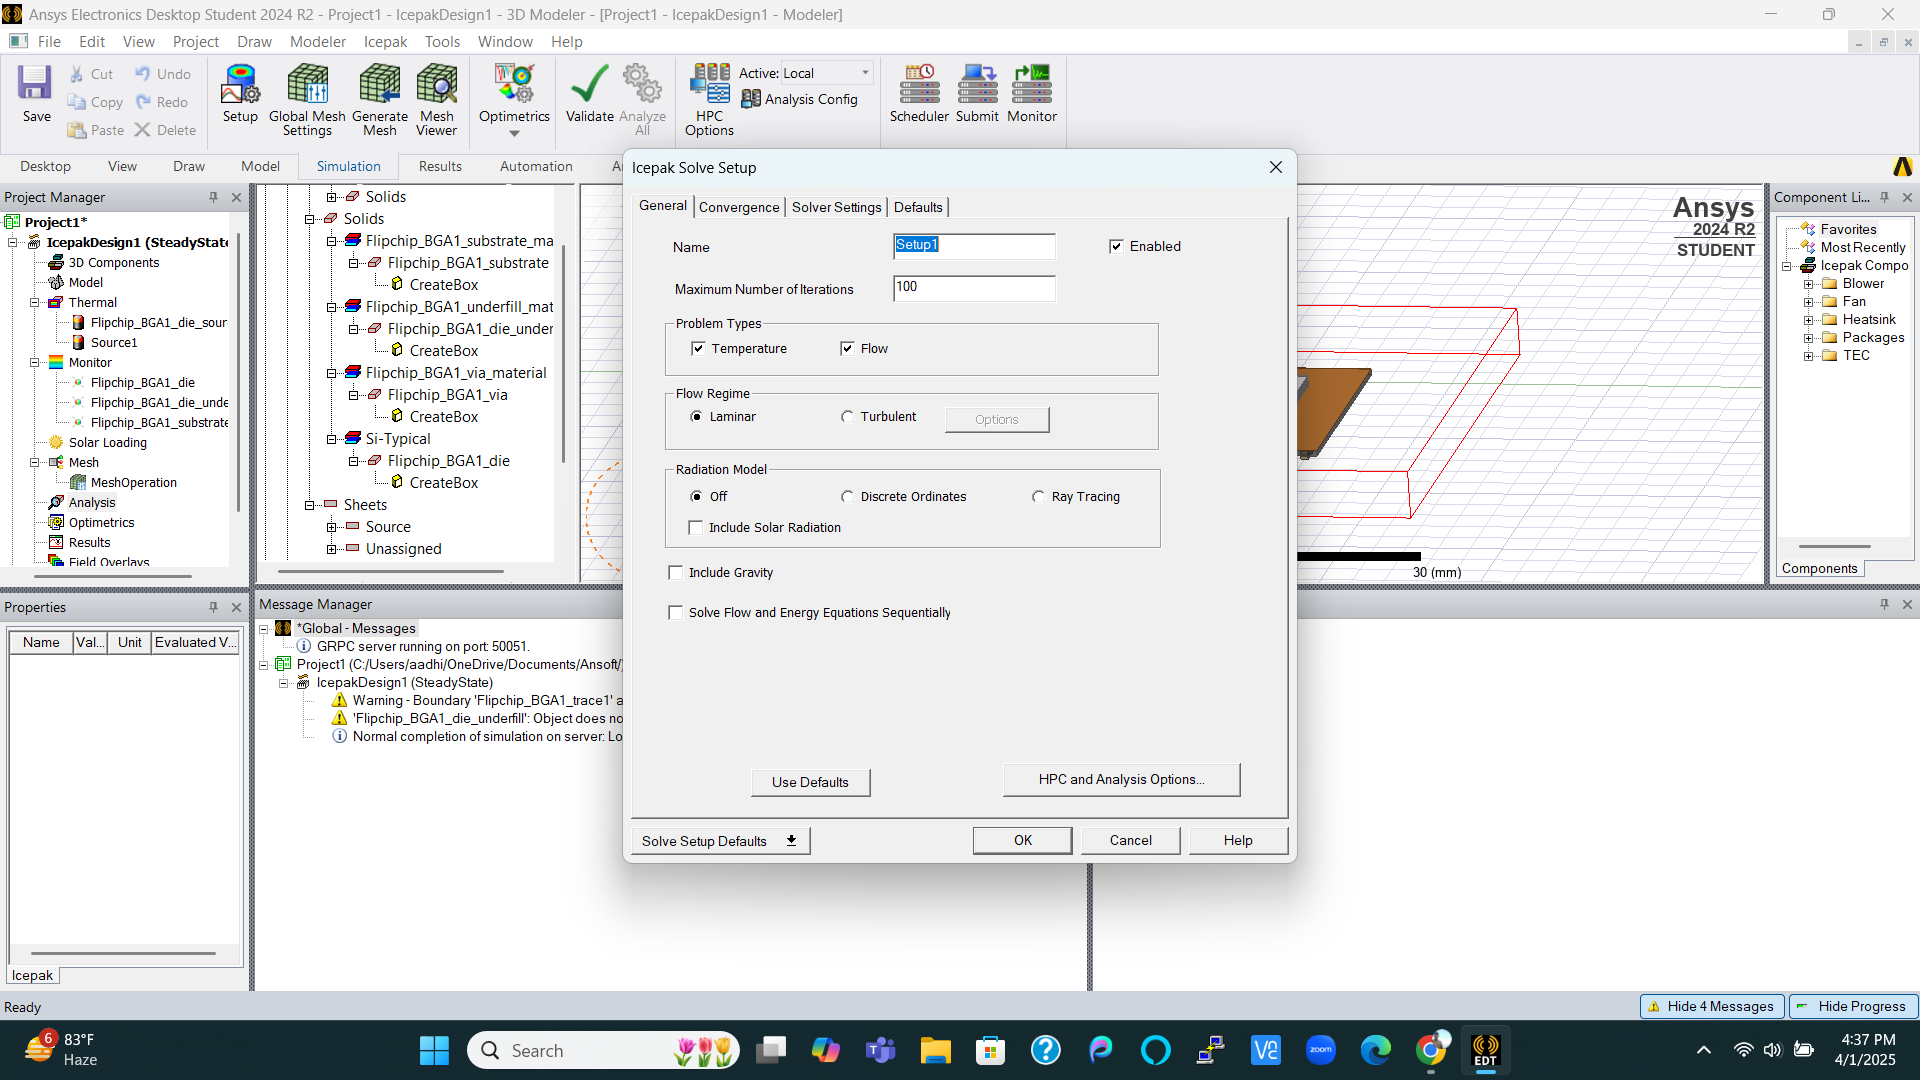 Ansys Electronics Desktop Student 2024 R2 - Project1 - IcepakDesign1 - 3D Modeler - [Project1 - IcepakDesign1 - Modeler]
File Edit View Project Draw Modeler Icepak Tools Window Help
Save
Cut
Copy
Paste
Undo
Redo
Delete
Setup
Global Mesh Settings
Generate Mesh
Mesh Viewer
Optimetrics
Validate
Analyze All
HPC Options
Active: Local
Analysis Config
Scheduler
Submit
Monitor
Desktop View Draw Model Simulation Results Automation
Project Manager
Project1*
IcepakDesign1 (SteadyState
3D Components
Model
Thermal
Flipchip_BGA1_die_sour
Source1
Monitor
Flipchip_BGA1_die
Flipchip_BGA1_die_unde
Flipchip_BGA1_substrate
Solar Loading
Mesh
MeshOperation
Analysis
Optimetrics
Results
Field Overlays
Solids
Solids
Flipchip_BGA1_substrate_ma
Flipchip_BGA1_substrate
CreateBox
Flipchip_BGA1_underfill_mat
Flipchip_BGA1_die_under
CreateBox
Flipchip_BGA1_via_material
Flipchip_BGA1_via
CreateBox
Si-Typical
Flipchip_BGA1_die
CreateBox
Sheets
Source
Unassigned
Icepak Solve Setup
General Convergence Solver Settings Defaults
Name Setup1 Enabled
Maximum Number of Iterations 100
Problem Types
Temperature Flow
Flow Regime
Laminar Turbulent Options
Radiation Model
Off Discrete Ordinates Ray Tracing
Include Solar Radiation
Include Gravity
Solve Flow and Energy Equations Sequentially
Use Defaults HPC and Analysis Options...
Solve Setup Defaults OK Cancel Help
Ansys
2024 R2
STUDENT
30 (mm)
Component Li...
Favorites
Most Recently
Icepak Compo
Blower
Fan
Heatsink
Packages
TEC
Components
Properties
Name Val... Unit Evaluated V...
Icepak
Message Manager
*Global - Messages
GRPC server running on port: 50051.
Project1 (C:/Users/aadhi/OneDrive/Documents/Ansoft/
IcepakDesign1 (SteadyState)
Warning - Boundary 'Flipchip_BGA1_trace1' a
'Flipchip_BGA1_die_underfill': Object does no
Normal completion of simulation on server: Lo
Ready
Hide 4 Messages Hide Progress
6
83°F
Haze
Search
zoom
EDT
4:37 PM
4/1/2025